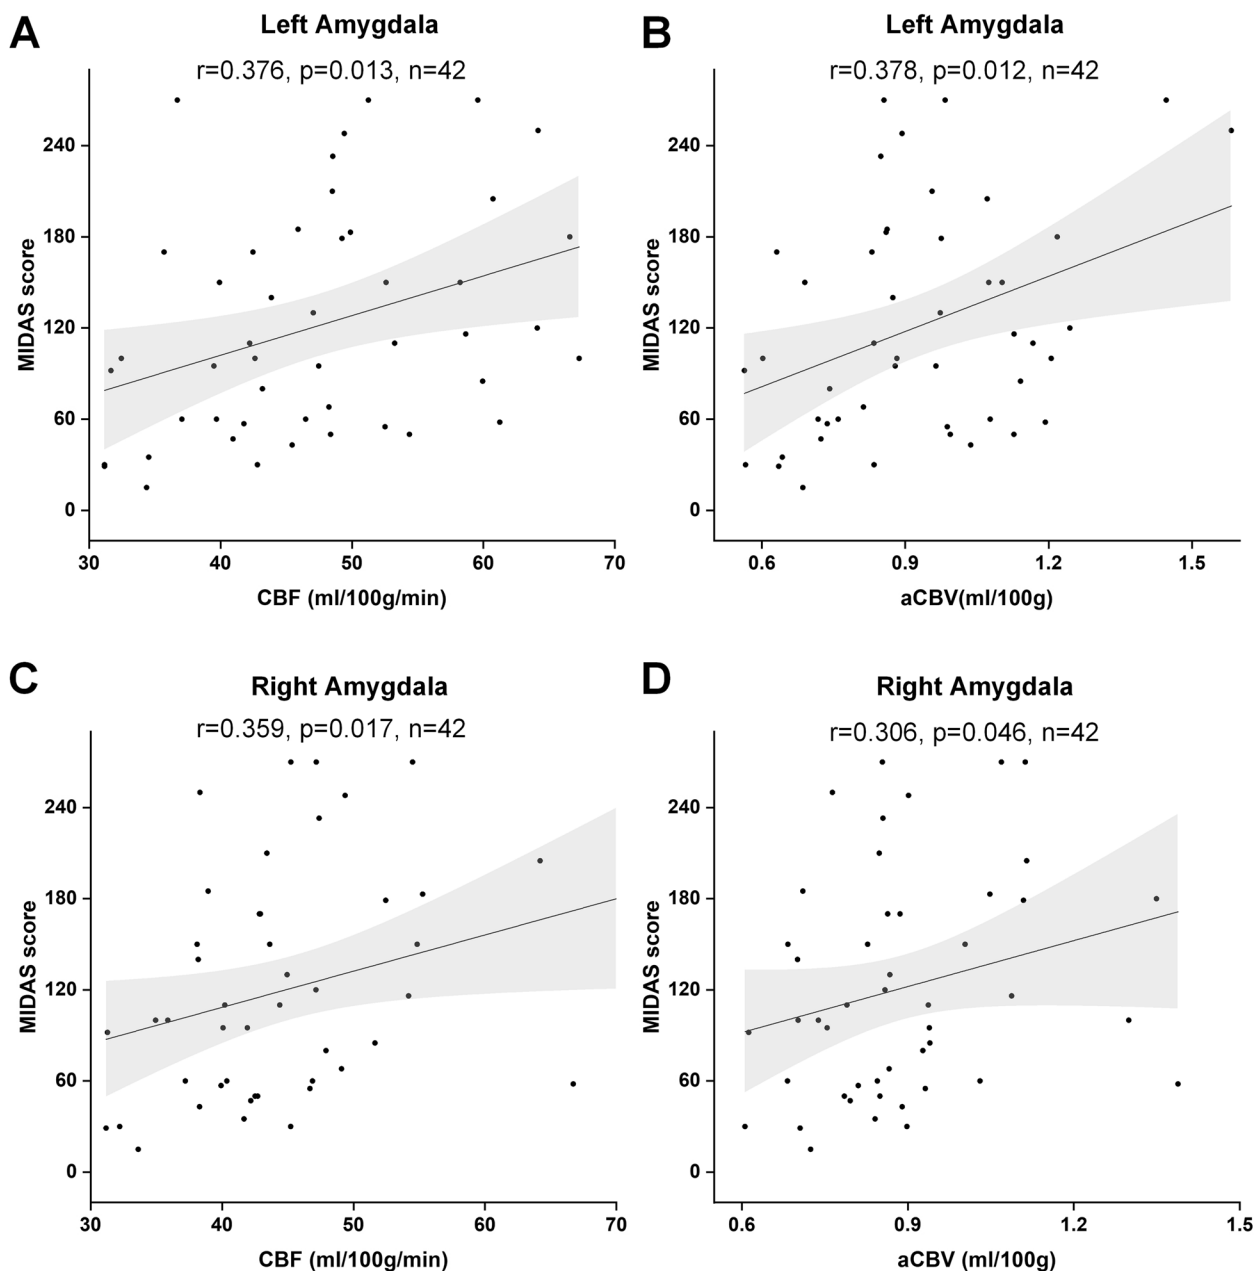 A
Left Amygdala
r=0.376, p=0.013, n=42
MIDAS score
240
180
120
60
0
30 40 50 60 70
CBF (ml/100g/min)
B
Left Amygdala
r=0.378, p=0.012, n=42
MIDAS score
240
180
120
60
0
0.6 0.9 1.2 1.5
aCBV(ml/100g)
C
Right Amygdala
r=0.359, p=0.017, n=42
MIDAS score
240
180
120
60
0
30 40 50 60 70
CBF (ml/100g/min)
D
Right Amygdala
r=0.306, p=0.046, n=42
MIDAS score
240
180
120
60
0
0.6 0.9 1.2 1.5
aCBV (ml/100g)